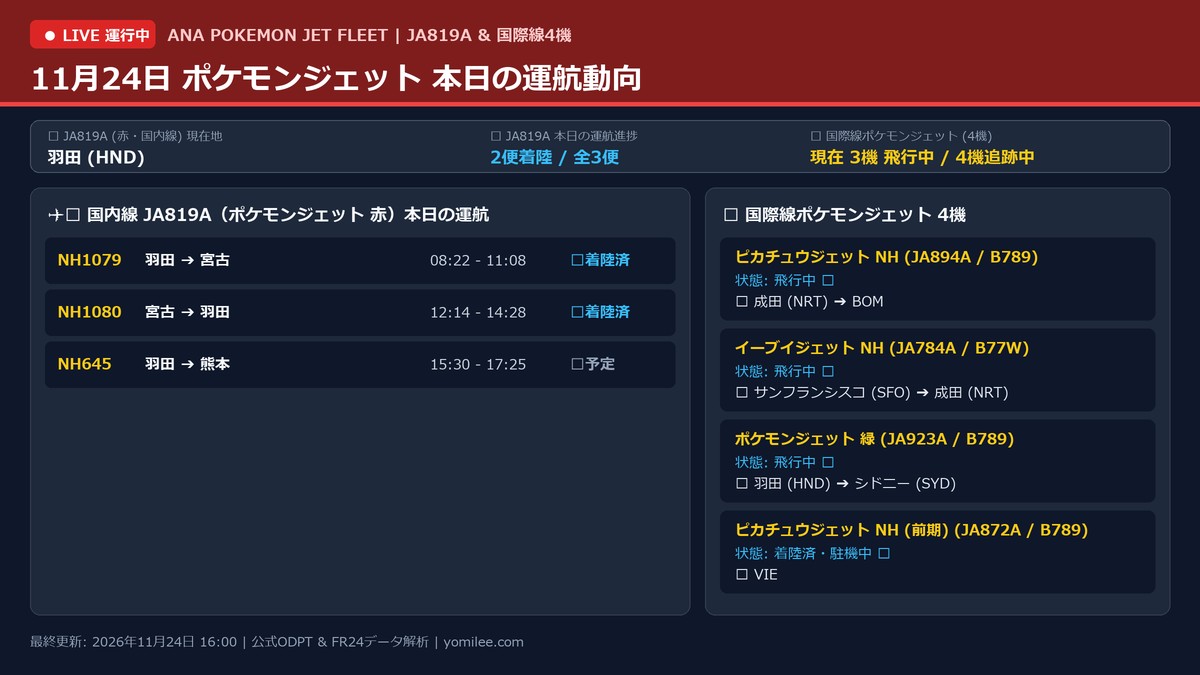 ● LIVE 運行中 ANA POKEMON JET FLEET | JA819A & 国際線4機
11月24日 ポケモンジェット 本日の運航動向
□ JA819A (赤・国内線) 現在地
羽田 (HND)
□ JA819A 本日の運航進捗
2便着陸 / 全3便
□ 国際線ポケモンジェット (4機)
現在 3機 飛行中 / 4機追跡中
✈□ 国内線 JA819A（ポケモンジェット 赤）本日の運航
NH1079 羽田 → 宮古 08:22 - 11:08 □着陸済
NH1080 宮古 → 羽田 12:14 - 14:28 □着陸済
NH645 羽田 → 熊本 15:30 - 17:25 □予定
□ 国際線ポケモンジェット 4機
ピカチュウジェット NH (JA894A / B789)
状態: 飛行中 □
□ 成田 (NRT) ➔ BOM
イーブイジェット NH (JA784A / B77W)
状態: 飛行中 □
□ サンフランシスコ (SFO) ➔ 成田 (NRT)
ポケモンジェット 緑 (JA923A / B789)
状態: 飛行中 □
□ 羽田 (HND) ➔ シドニー (SYD)
ピカチュウジェット NH (前期) (JA872A / B789)
状態: 着陸済・駐機中 □
□ VIE
最終更新: 2026年11月24日 16:00 | 公式ODPT & FR24データ解析 | yomilee.com